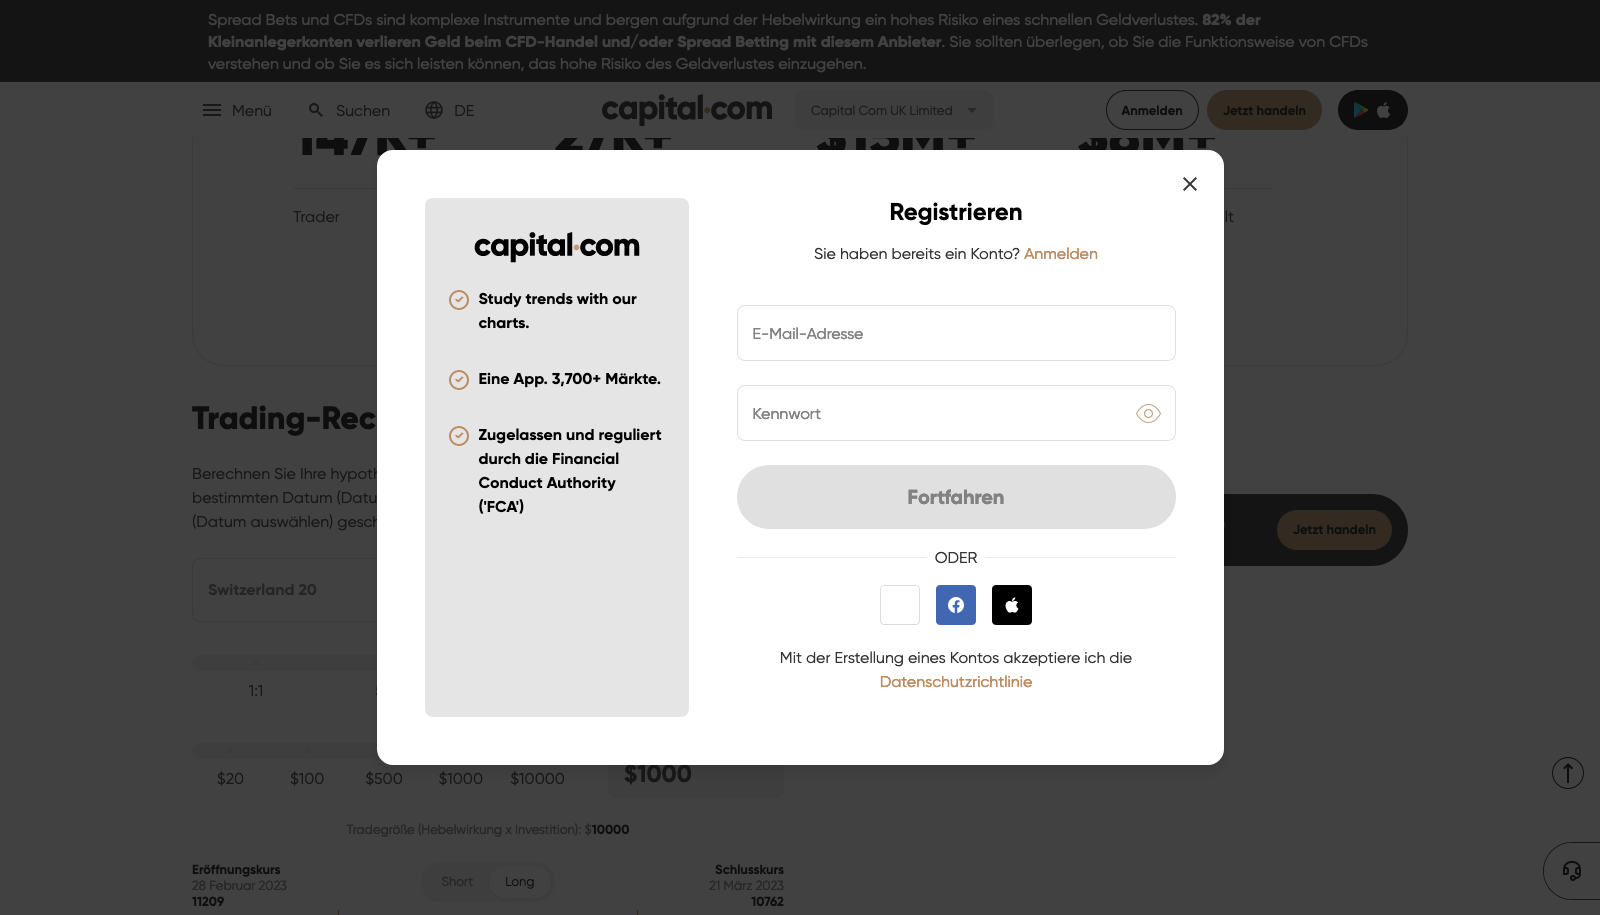 Spread Bets und CFDs sind komplexe Instrumente und bergen aufgrund der Hebelwirkung ein hohes Risiko eines schnellen Geldverlustes. 82% der
Kleinanlegerkonten verlieren Geld beim CFD-Handel und/oder Spread Betting mit diesem Anbieter. Sie sollten überlegen, ob Sie die Funktionsweise von CFDs
verstehen und ob Sie es sich leisten können, das hohe Risiko des Geldverlustes einzugehen.
Menü Suchen DE capital.com Capital Com UK Limited Anmelden Jetzt handeln
147K+ 27K+ $15M+ $8M+
Trader
Registrieren
Sie haben bereits ein Konto? Anmelden
capital.com
Study trends with our
charts.
Eine App. 3,700+ Märkte.
Zugelassen und reguliert
durch die Financial
Conduct Authority
('FCA')
E-Mail-Adresse
Kennwort
Fortfahren
ODER
Mit der Erstellung eines Kontos akzeptiere ich die
Datenschutzrichtlinie
Trading-Rec
Berechnen Sie Ihre hypoth
bestimmten Datum (Datu
(Datum auswählen) gesch
Jetzt handeln
Switzerland 20
1:1
$20 $100 $500 $1000 $10000
$1000
Tradegröße (Hebelwirkung x Investition): $10000
Eröffnungskurs
28 Februar 2023
11209
Short Long
Schlusskurs
21 März 2023
10762